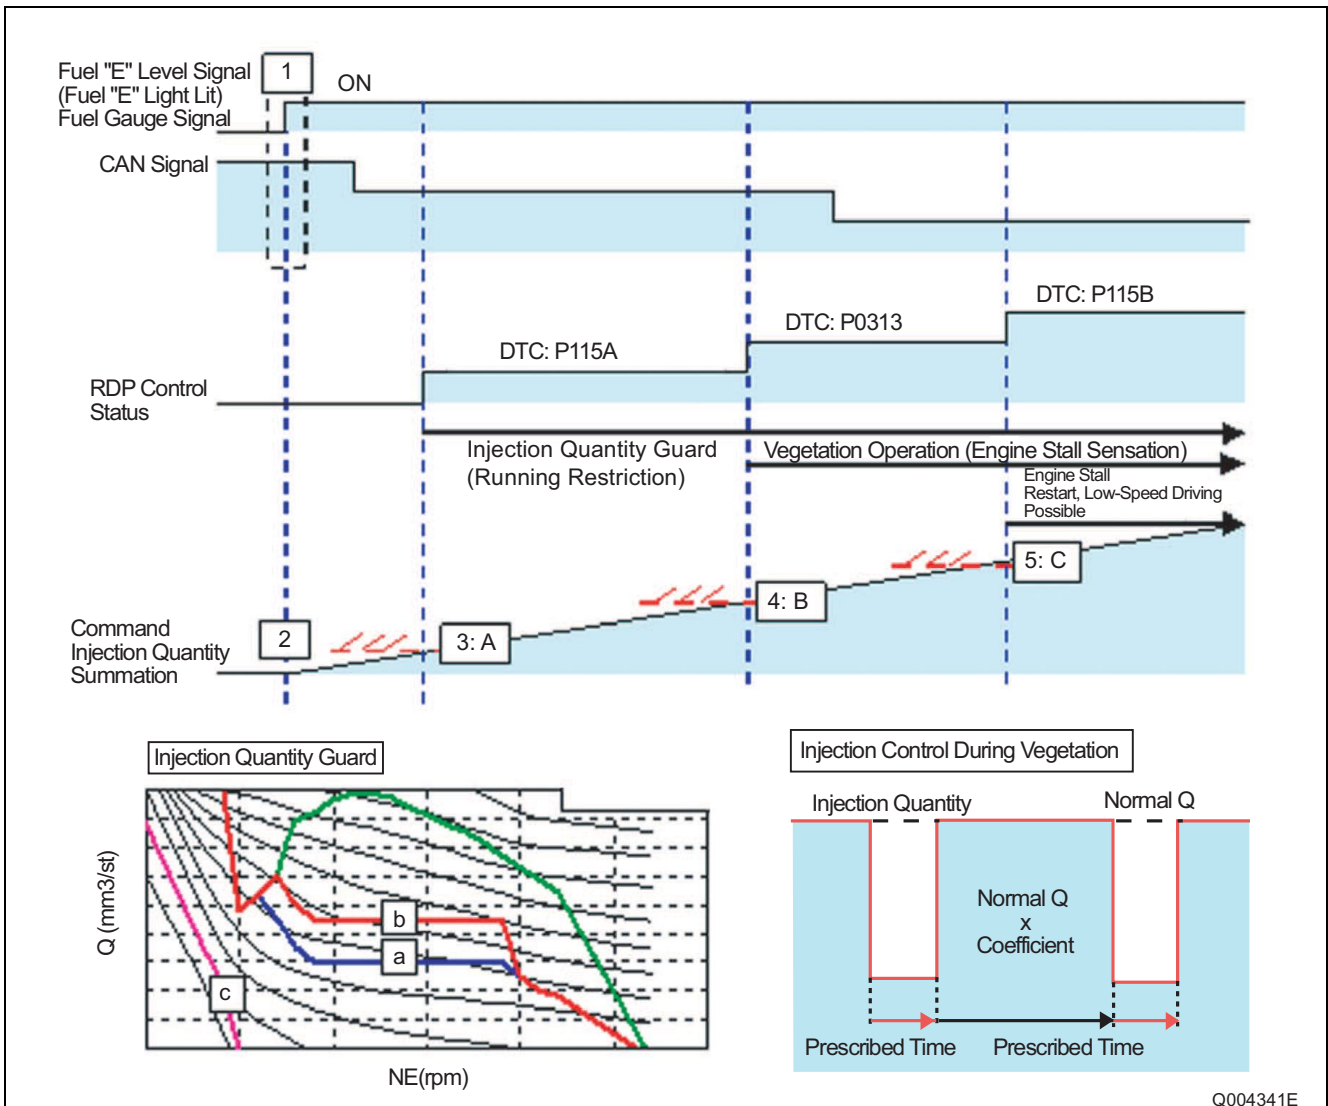 Fuel "E" Level Signal
(Fuel "E" Light Lit)
Fuel Gauge Signal
1
ON
CAN Signal
DTC: P115B
DTC: P0313
DTC: P115A
RDP Control
Status
Injection Quantity Guard
(Running Restriction)
Vegetation Operation (Engine Stall Sensation)
Engine Stall
Restart, Low-Speed Driving
Possible
5: C
4: B
3: A
2
Command
Injection Quantity
Summation
Injection Quantity Guard
Q (mm3/st)
b
a
c
NE(rpm)
Injection Control During Vegetation
Injection Quantity
Normal Q
Normal Q
x
Coefficient
Prescribed Time
Prescribed Time
Q004341E